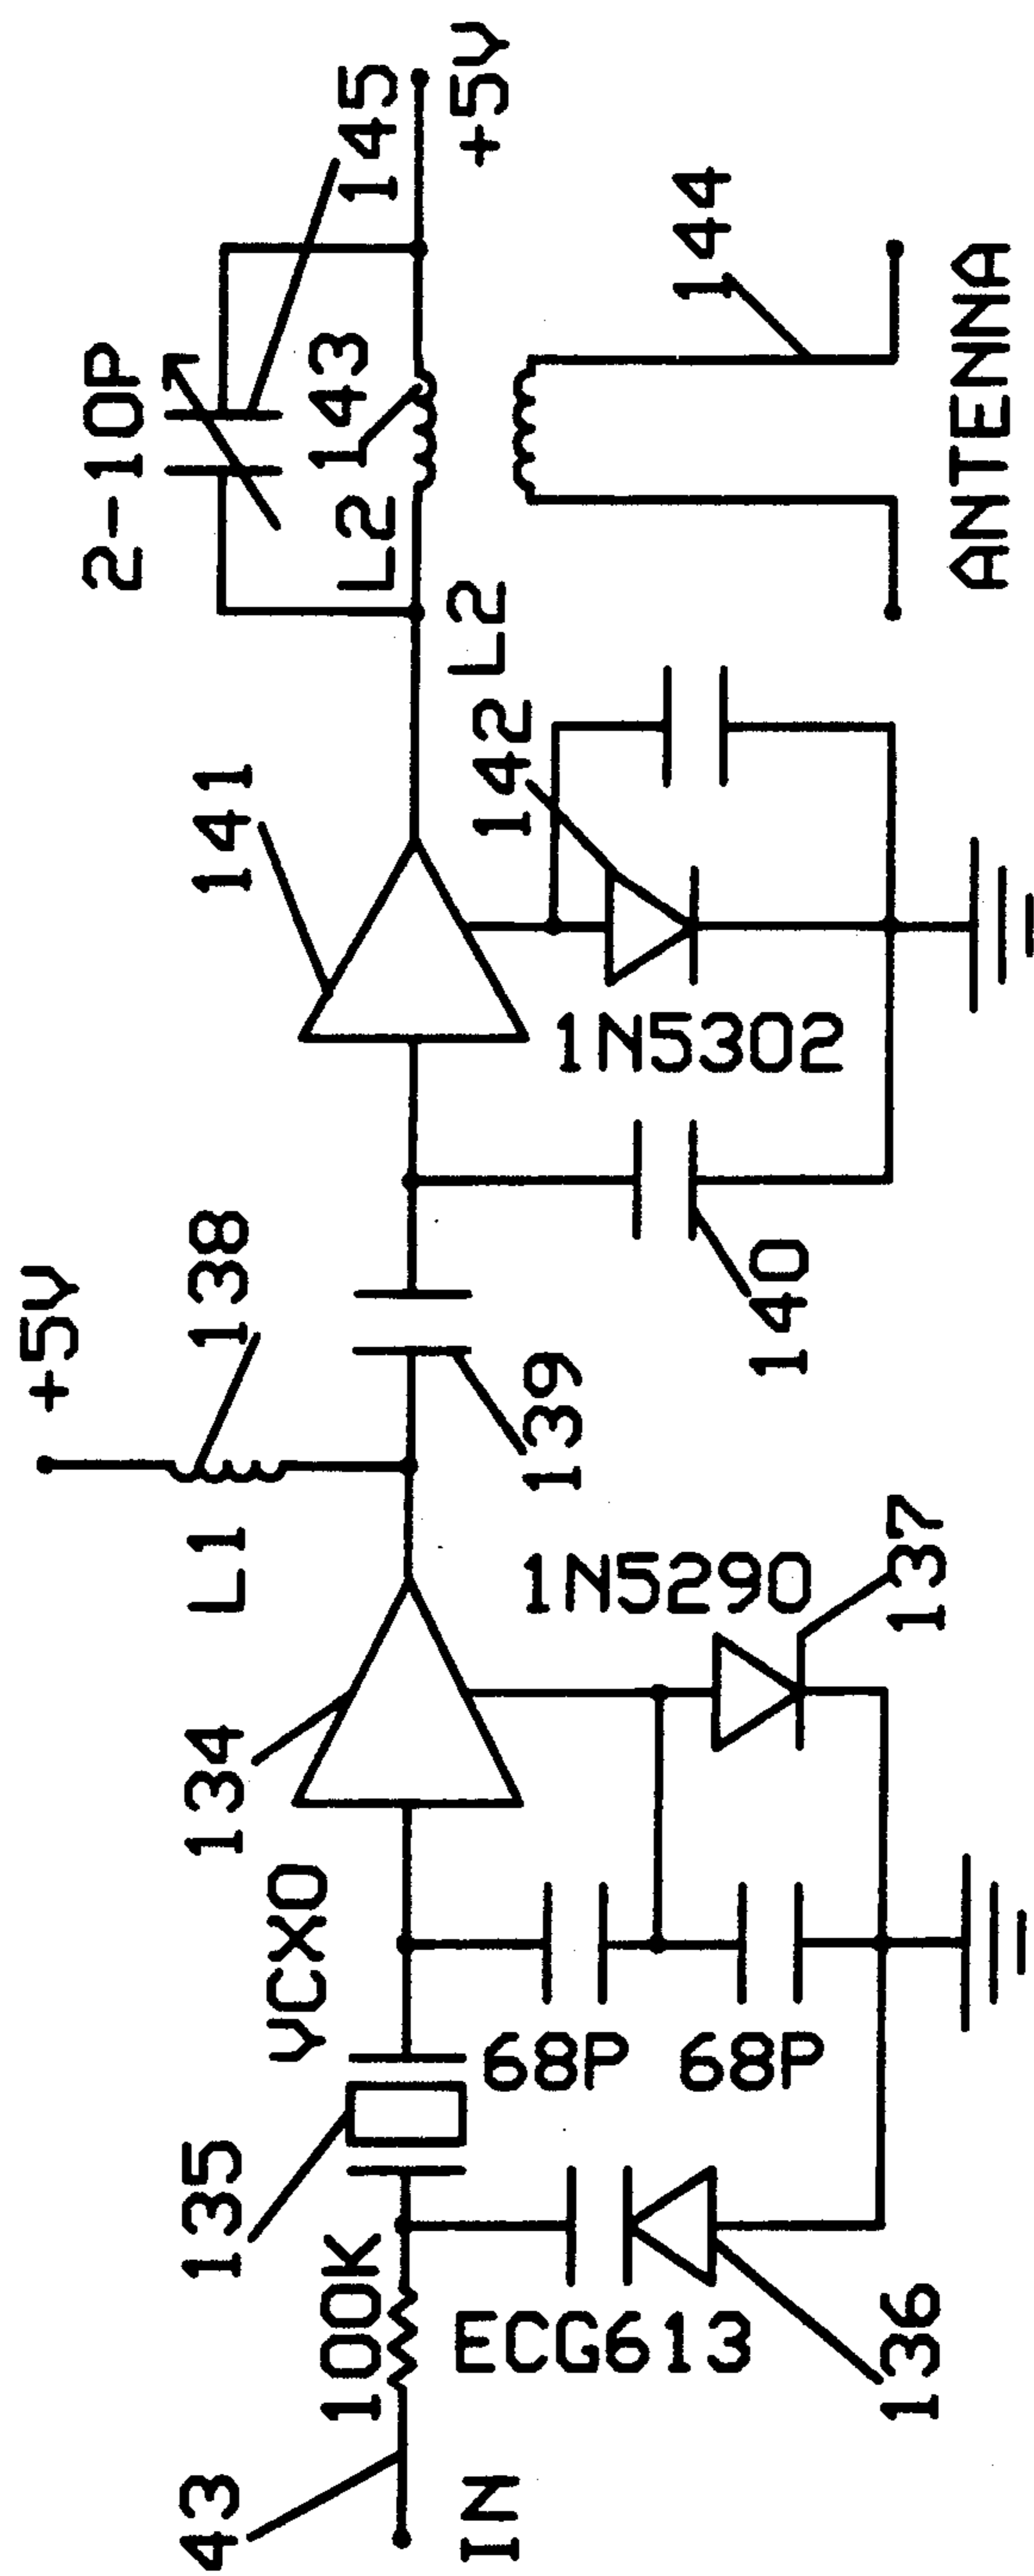 43
IN
100K
135
VCXO
ECG613
136
68P
68P
134
1N5290
137
L1
138
+5V
139
140
141
1N5302
142
L2
L2
143
2-10P
145
+5V
144
ANTENNA